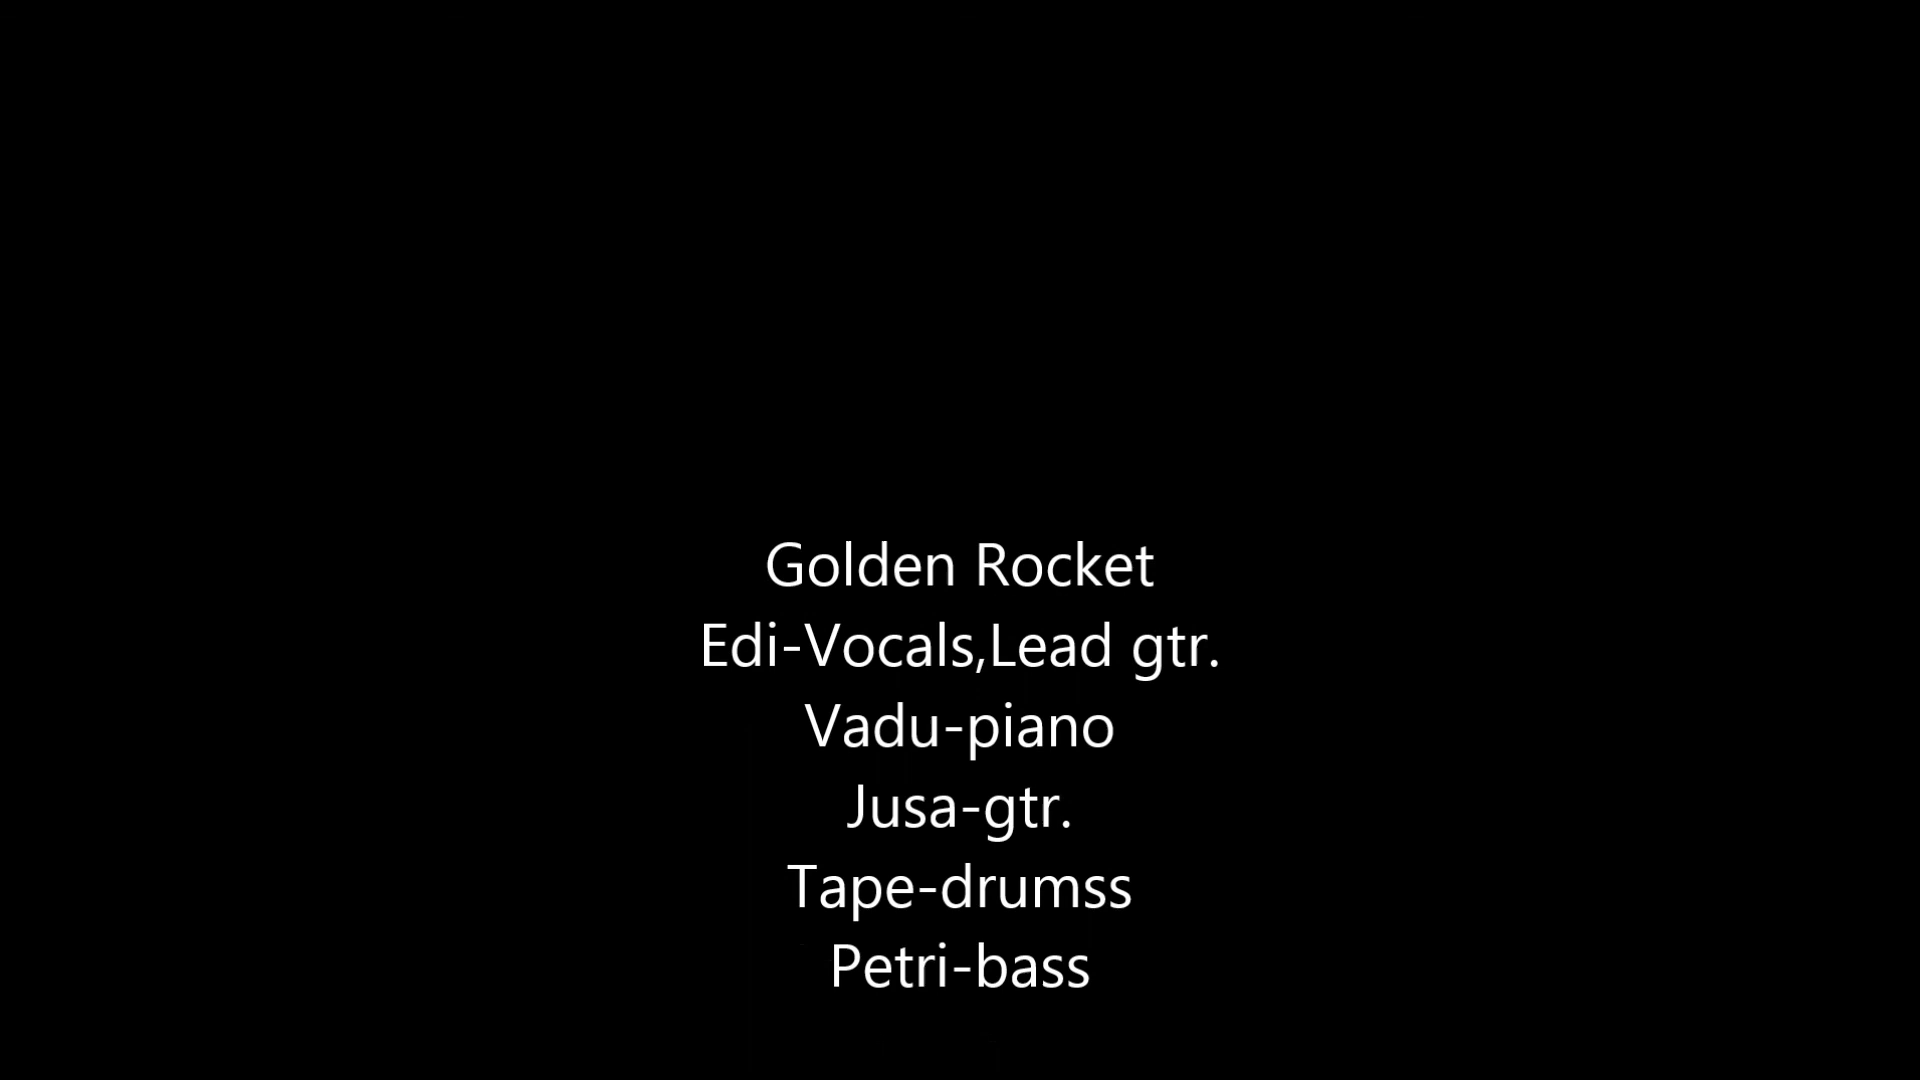 Golden Rocket
Edi-Vocals,Lead gtr.
Vadu-piano
Jusa-gtr.
Tape-drumss
Petri-bass